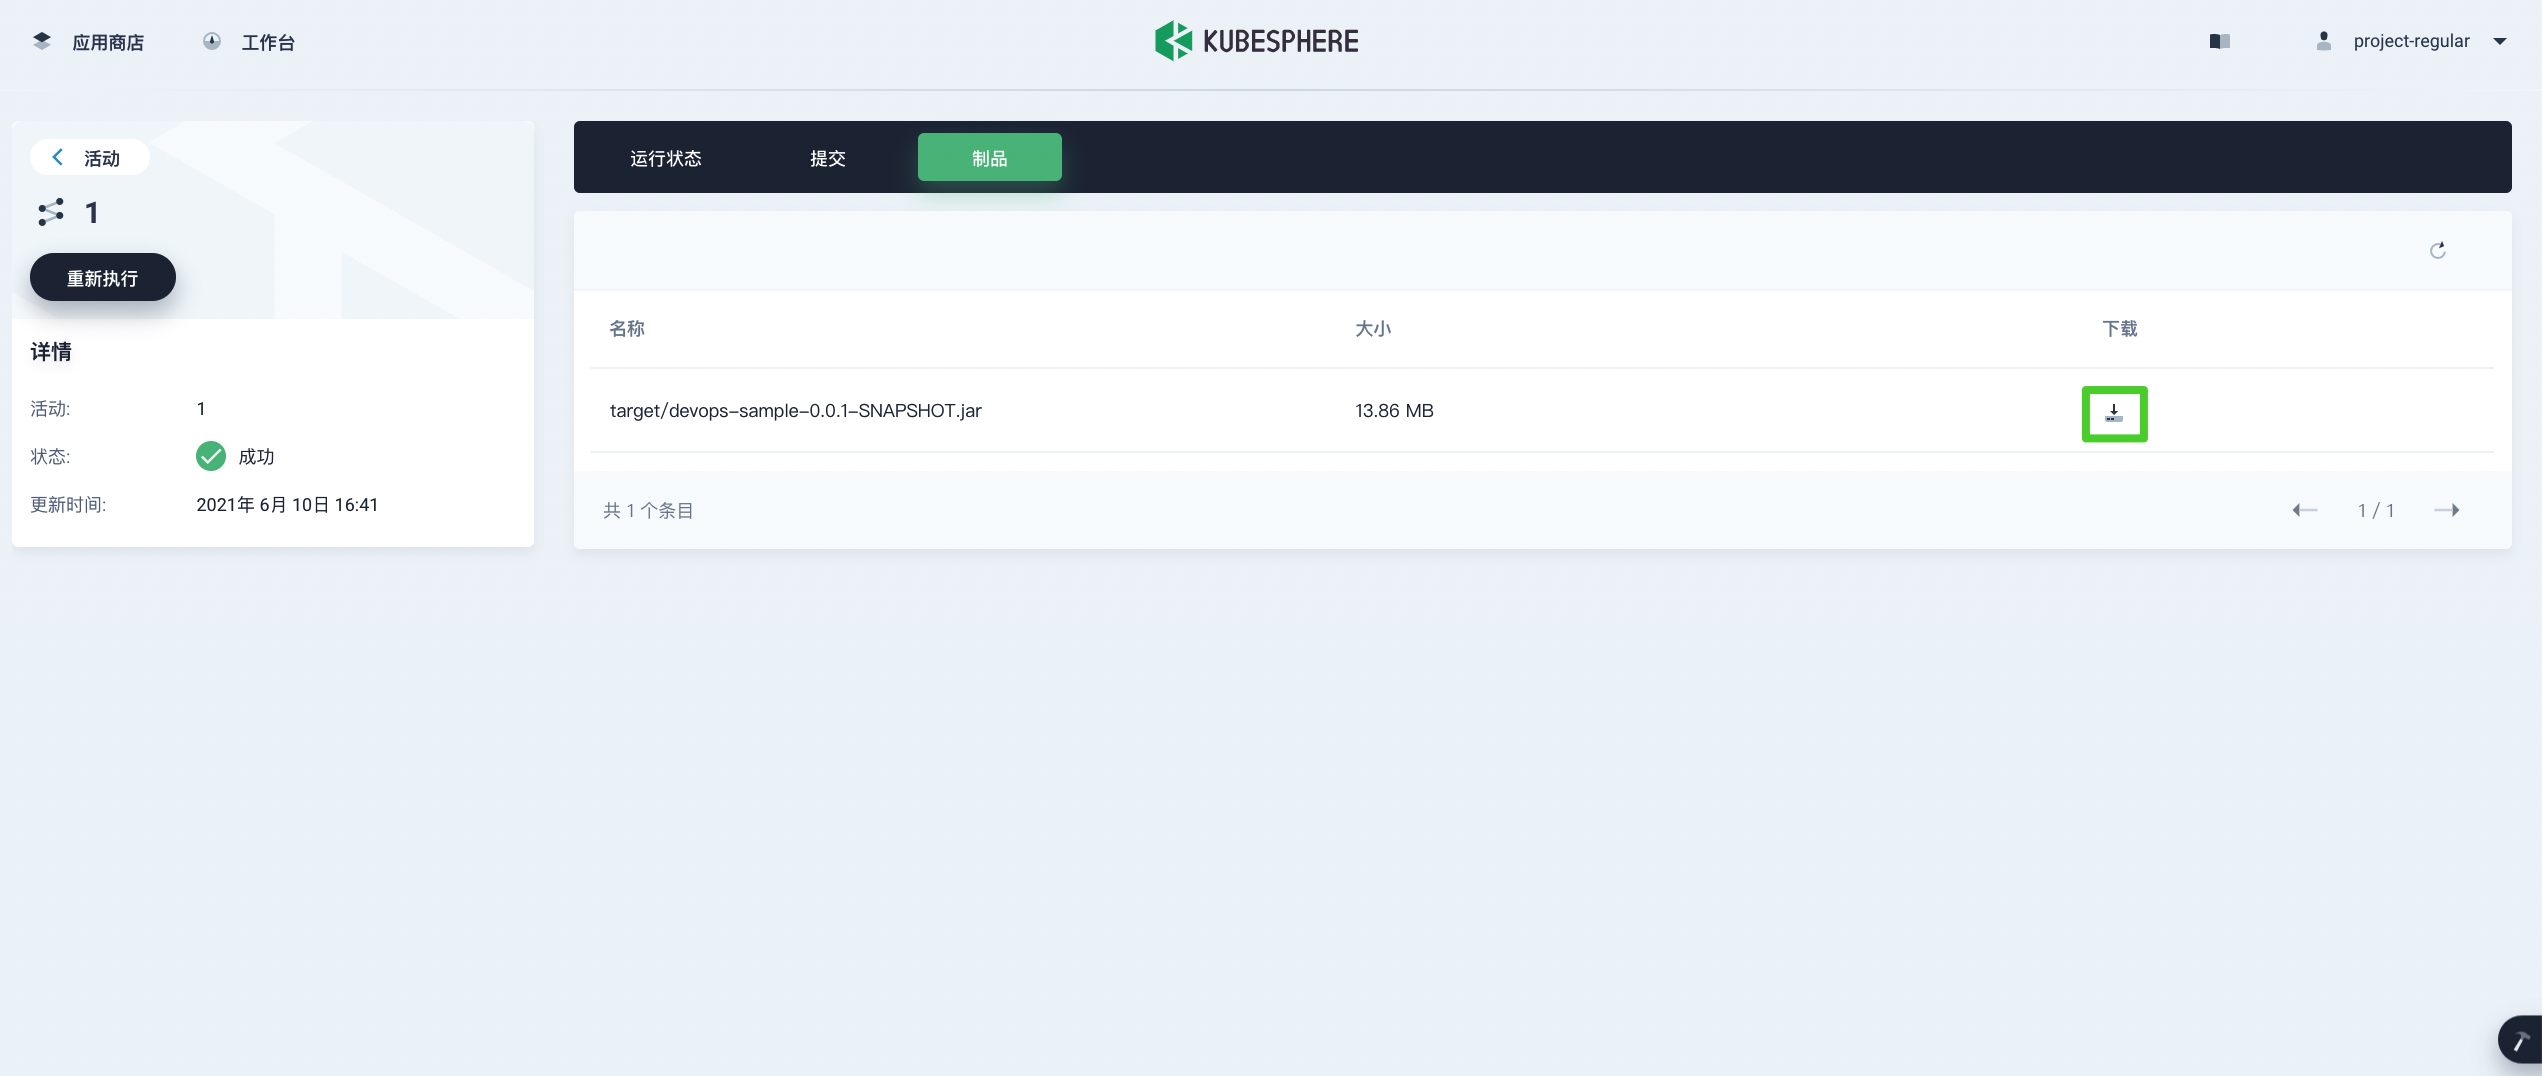 应用商店
工作台
KUBESPHERE
project-regular
活动
1
重新执行
详情
活动: 1
状态: 成功
更新时间: 2021年 6月 10日 16:41
运行状态 提交 制品
名称 大小 下载
target/devops-sample-0.0.1-SNAPSHOT.jar 13.86 MB
共 1 个条目 1 / 1